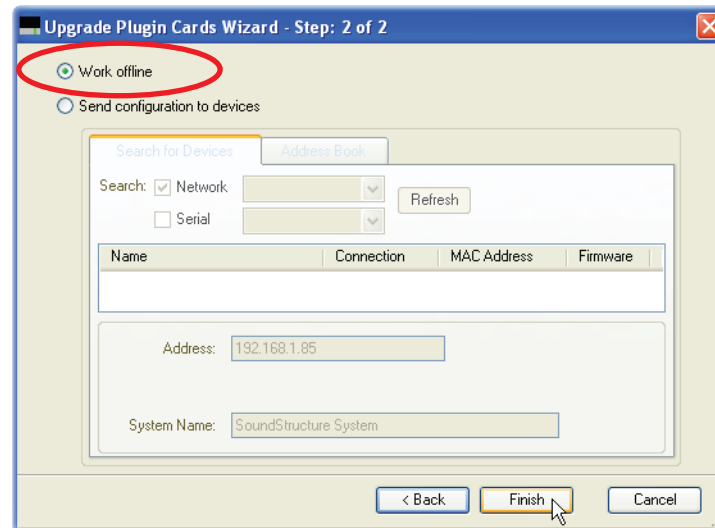 Upgrade Plugin Cards Wizard - Step: 2 of 2
Work offline
Send configuration to devices
Search for Devices Address Book
Search: Network
Refresh
Serial
Name Connection MAC Address Firmware
Address: 192.168.1.85
System Name: SoundStructure System
< Back Finish Cancel